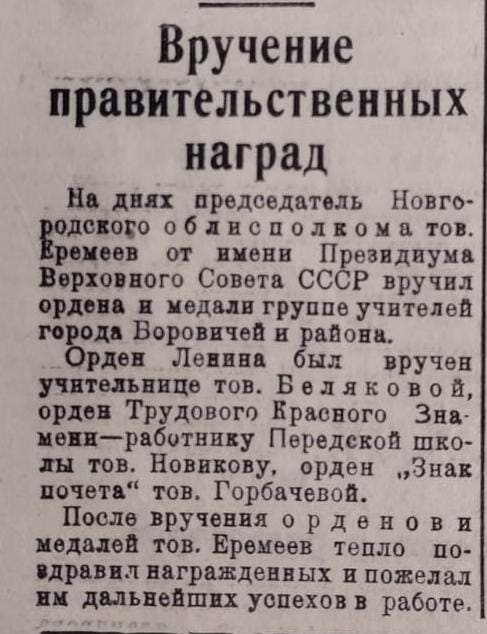 Вручение
правительственных
наград
На днях председатель Новго-
родского облисполкома тов.
Еремеев от имени Президиума
Верховного Совета СССР вручил
ордена и медали группе учителей
города Боровичей и района.
Орден Ленина был вручен
учительнице тов. Беляковой,
орден Трудового Красного Зна-
мени—работнику Передской шко-
лы тов. Новикову, орден „Знак
почета“ тов. Горбачевой.
После вручения орденов и
медалей тов. Еремеев тепло по-
здравил награжденных и пожелал
им дальнейших успехов в работе.